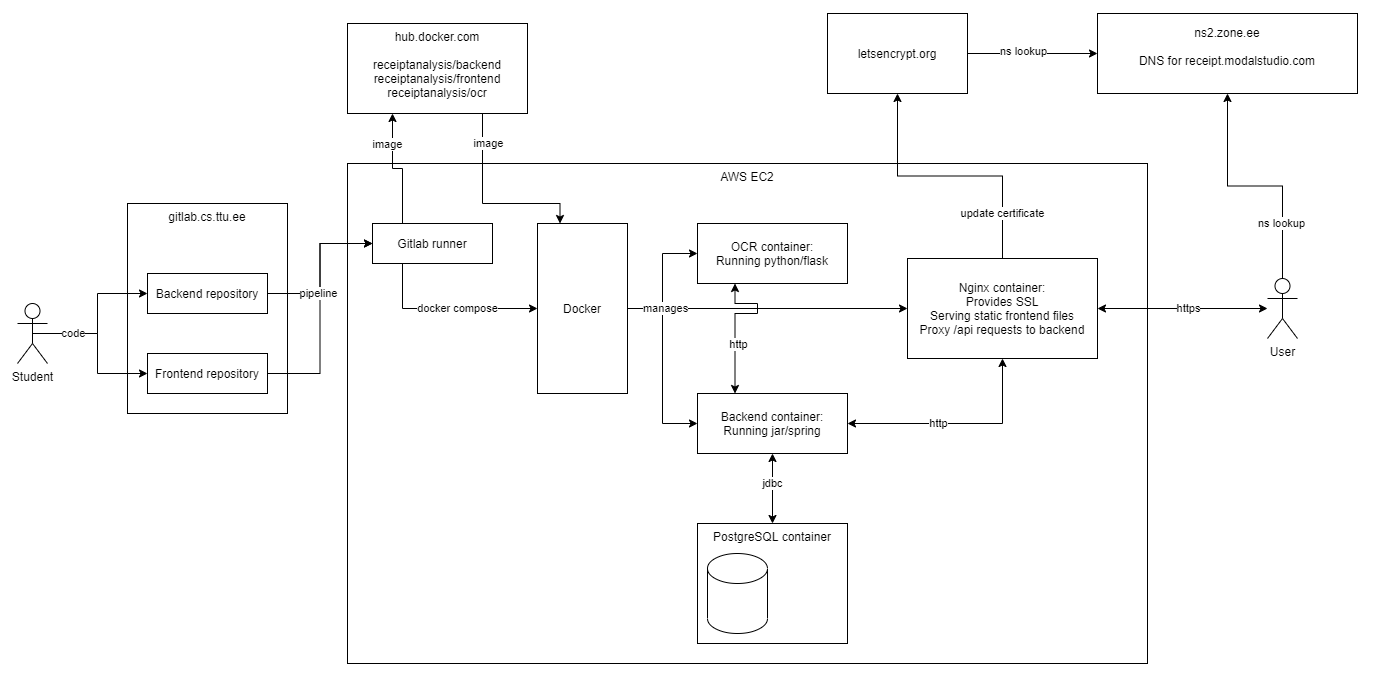 hub.docker.com
receiptanalysis/backend
receiptanalysis/frontend
receiptanalysis/ocr
letsencrypt.org
ns lookup
ns2.zone.ee
DNS for receipt.modalstudio.com
image
image
AWS EC2
gitlab.cs.ttu.ee
Backend repository
Frontend repository
Student
code
pipeline
Gitlab runner
docker compose
Docker
manages
OCR container:
Running python/flask
http
Backend container:
Running jar/spring
http
jdbc
PostgreSQL container
update certificate
Nginx container:
Provides SSL
Serving static frontend files
Proxy /api requests to backend
https
ns lookup
User